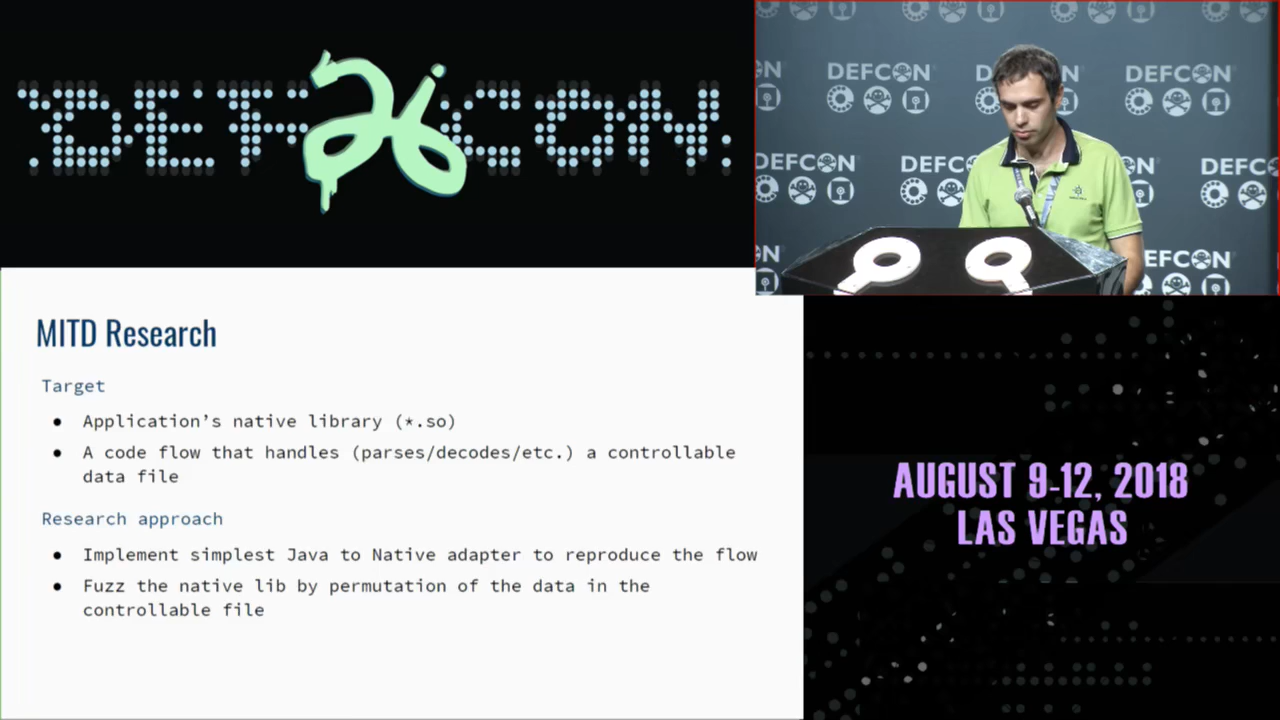 DEF 26 CON
DEFCON
DEFCON
DEFCON
DEFCON
DEFCON
MITD Research
Target
● Application’s native library (*.so)
● A code flow that handles (parses/decodes/etc.) a controllable
data file
Research approach
● Implement simplest Java to Native adapter to reproduce the flow
● Fuzz the native lib by permutation of the data in the
controllable file
AUGUST 9-12, 2018
LAS VEGAS